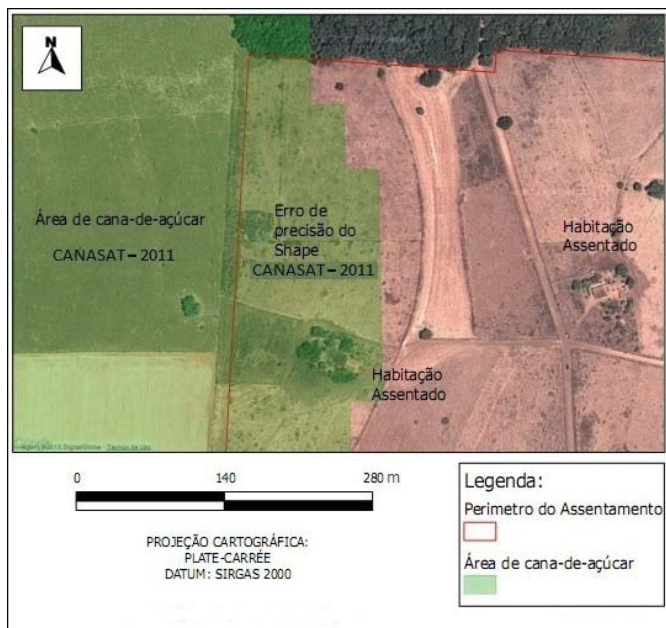 N
Área de cana-de-açúcar
CANASAT – 2011
Erro de
precisão do
Shape
CANASAT – 2011
Habitação
Assentado
Habitação
Assentado
0 140 280 m
PROJEÇÃO CARTOGRÁFICA:
PLATE-CARRÉE
DATUM: SIRGAS 2000
Legenda:
Perimetro do Assentamento
Área de cana-de-açúcar